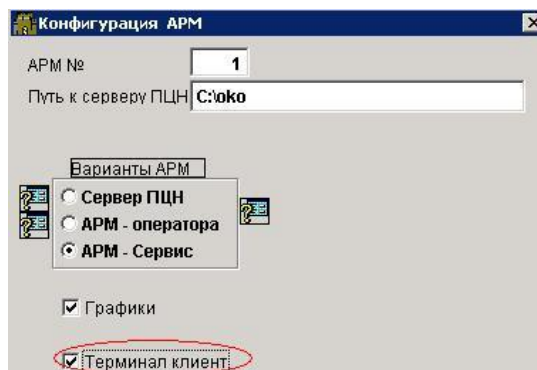 Конфигурация АРМ
АРМ № 1
Путь к серверу ПЦН C:\oko
Варианты АРМ
Сервер ПЦН
АРМ - оператора
АРМ - Сервис
Графики
Терминал клиент